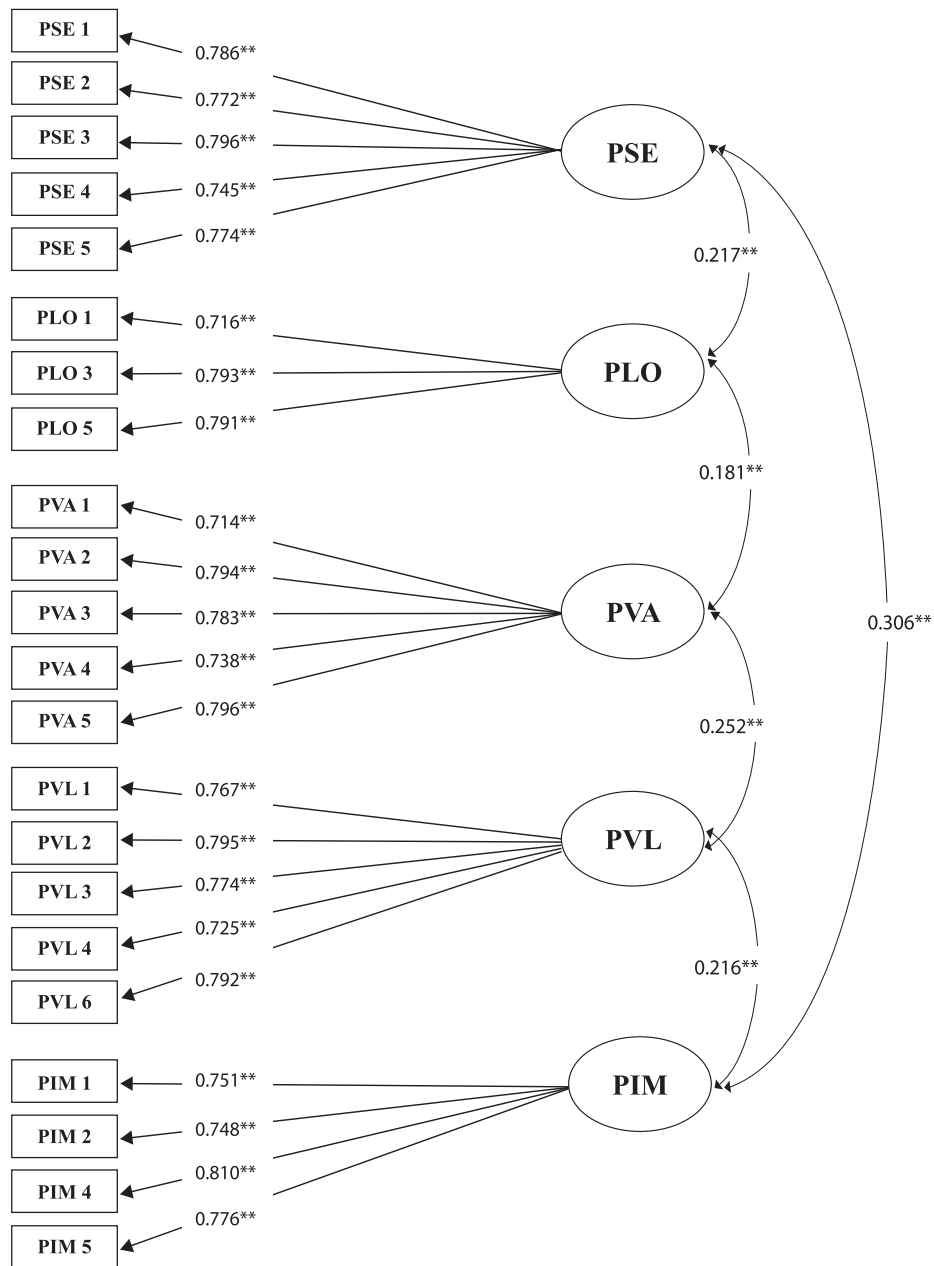 PSE 1
0.786**
PSE 2
0.772**
PSE 3
0.796**
PSE
PSE 4
0.745**
PSE 5
0.774**
0.217**
PLO 1
0.716**
PLO 3
0.793**
PLO
PLO 5
0.791**
0.181**
PVA 1
0.714**
PVA 2
0.794**
PVA 3
0.783**
PVA
0.306**
PVA 4
0.738**
PVA 5
0.796**
0.252**
PVL 1
0.767**
PVL 2
0.795**
PVL
PVL 3
0.774**
PVL 4
0.725**
0.216**
PVL 6
0.792**
PIM 1
0.751**
PIM
PIM 2
0.748**
PIM 4
0.810**
PIM 5
0.776**